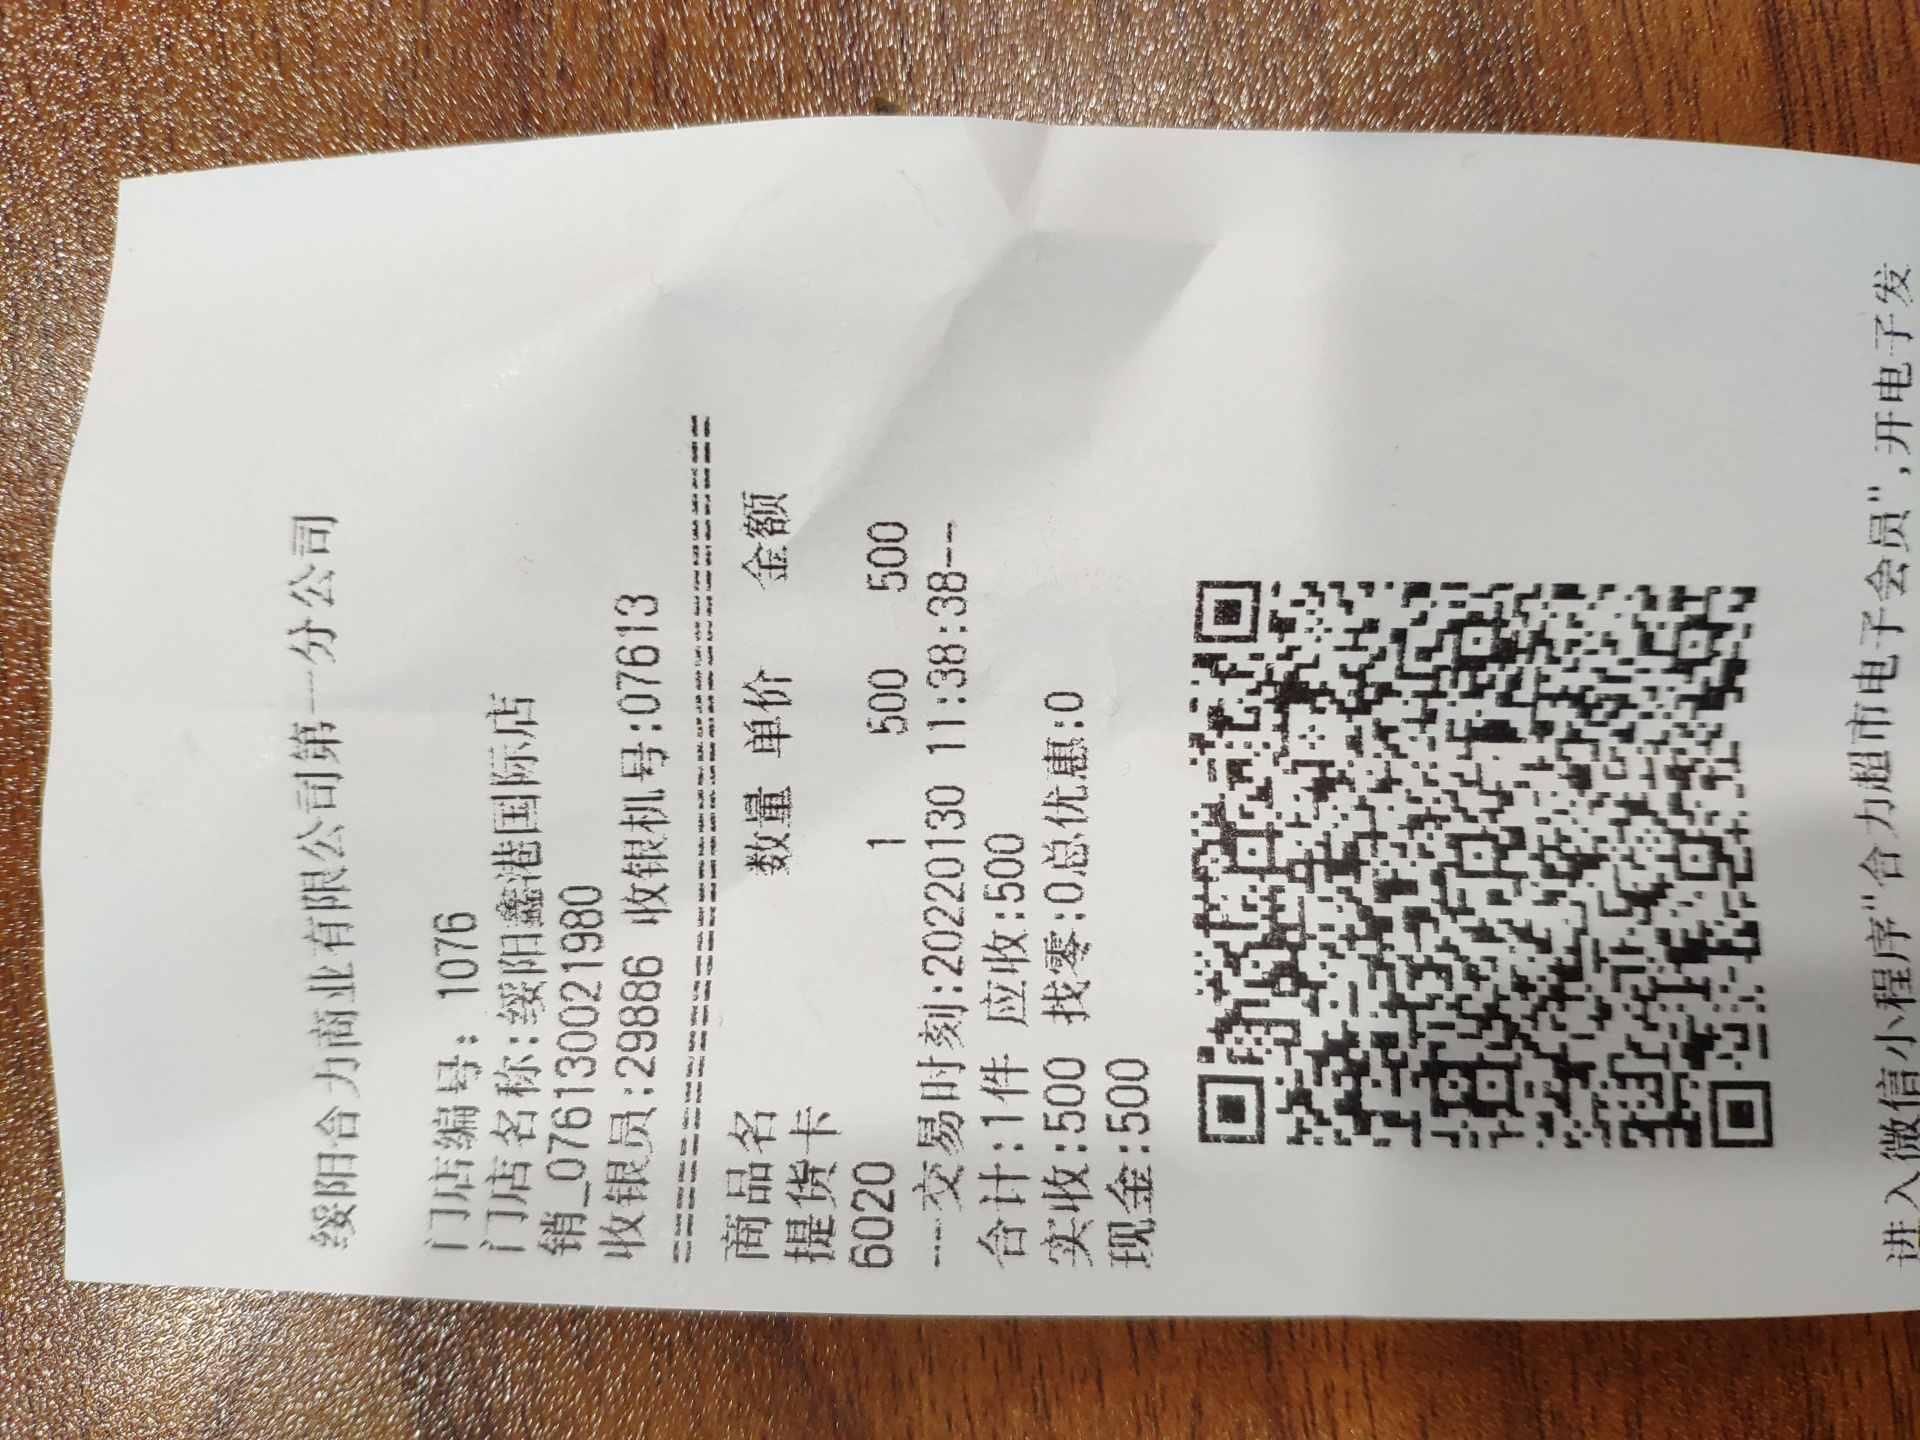 绥阳合力商业有限公司第一分公司
门店编号: 1076
门店名称:绥阳鑫港国际店
销_0761300021980
收银员:29886 收银机号:07613
==========================================
商品名 数量 单价 金额
提货卡
6020 1 500 500
---交易时刻:20220130 11:38:38--
合计:1件 应收:500
实收:500 找零:0总优惠:0
现金:500
进入微信小程序"合力超市电子会员",开电子发